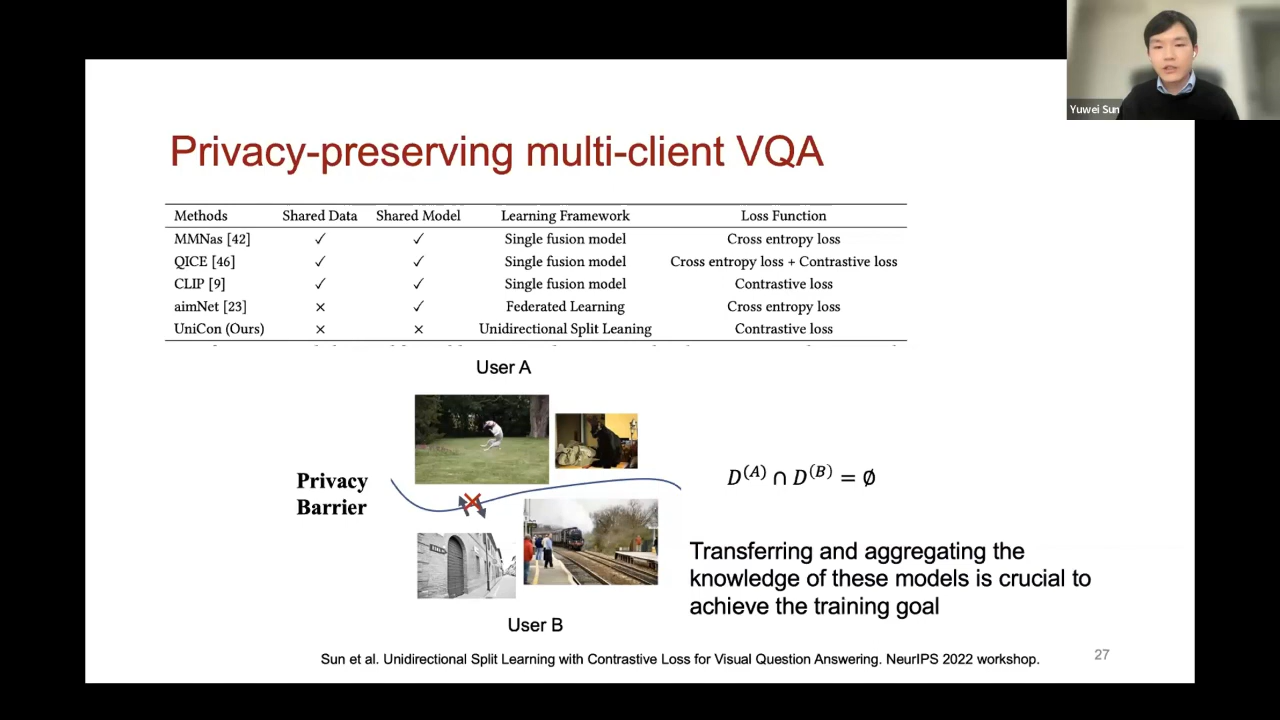 Yuwei Sun
Privacy-preserving multi-client VQA
Methods Shared Data Shared Model Learning Framework Loss Function
MMNas [42] ✓ ✓ Single fusion model Cross entropy loss
QICE [46] ✓ ✓ Single fusion model Cross entropy loss + Contrastive loss
CLIP [9] ✓ ✓ Single fusion model Contrastive loss
aimNet [23] × ✓ Federated Learning Cross entropy loss
UniCon (Ours) × × Unidirectional Split Leaning Contrastive loss
User A
Privacy
Barrier
D^(A) ∩ D^(B) = ∅
Transferring and aggregating the
knowledge of these models is crucial to
achieve the training goal
User B
Sun et al. Unidirectional Split Learning with Contrastive Loss for Visual Question Answering. NeurIPS 2022 workshop.
27